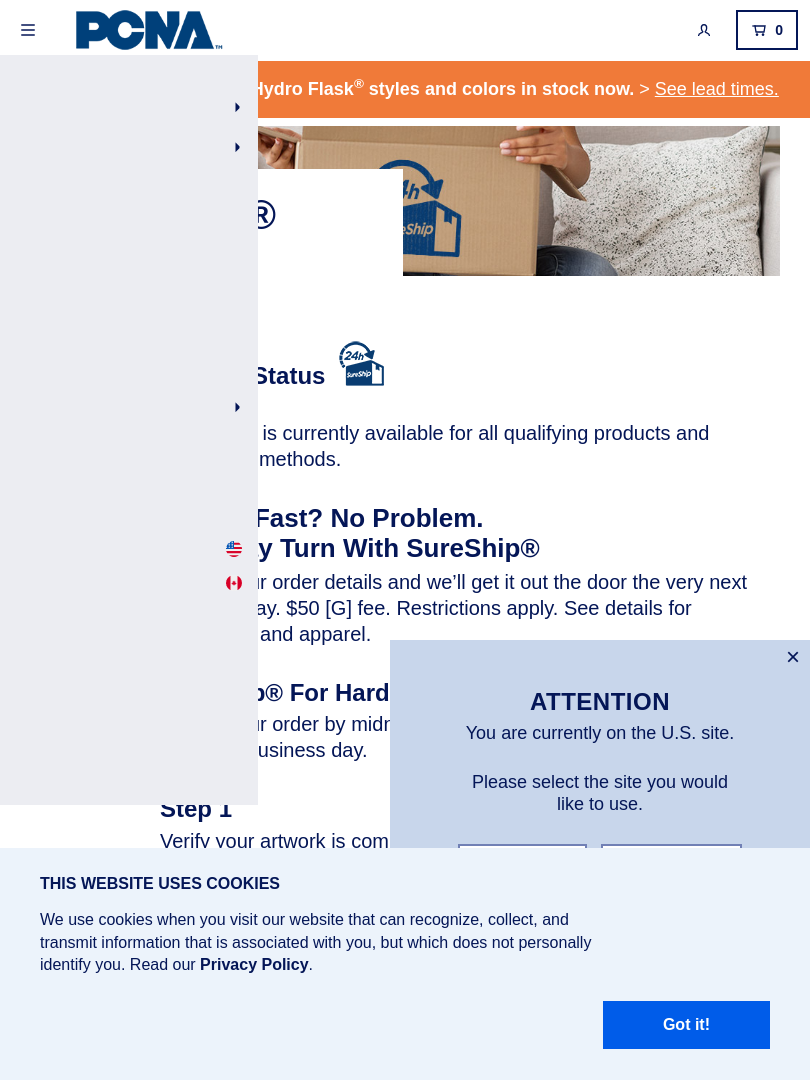 PCNA™
0
Hydro Flask® styles and colors in stock now. > See lead times.
24h
SureShip
®
Status
24h
SureShip
is currently available for all qualifying products and
methods.
Fast? No Problem.
Turn With SureShip®
order details and we’ll get it out the door the very next
$50 [G] fee. Restrictions apply. See details for
and apparel.
® For Hard
order by
business day.
Step 1
Verify your artwork is
×
ATTENTION
You are currently on the U.S. site.
Please select the site you would
like to use.
THIS WEBSITE USES COOKIES
We use cookies when you visit our website that can recognize, collect, and
transmit information that is associated with you, but which does not personally
identify you. Read our Privacy Policy.
Got it!